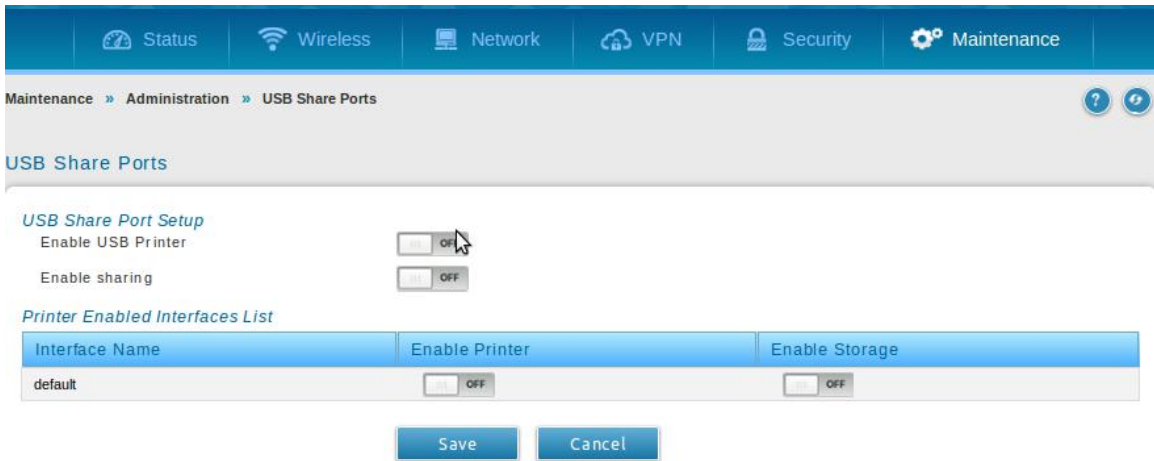 Status Wireless Network VPN Security Maintenance
Maintenance » Administration » USB Share Ports
USB Share Ports
USB Share Port Setup
Enable USB Printer OFF
Enable sharing OFF
Printer Enabled Interfaces List
Interface Name Enable Printer Enable Storage
default OFF OFF
Save Cancel